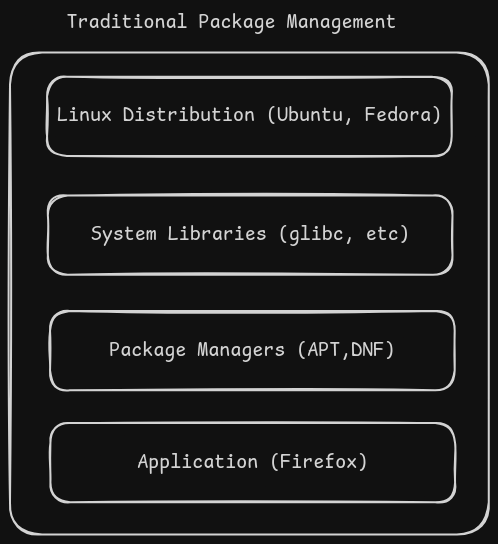 Traditional Package Management
Linux Distribution (Ubuntu, Fedora)
System Libraries (glibc, etc)
Package Managers (APT,DNF)
Application (Firefox)